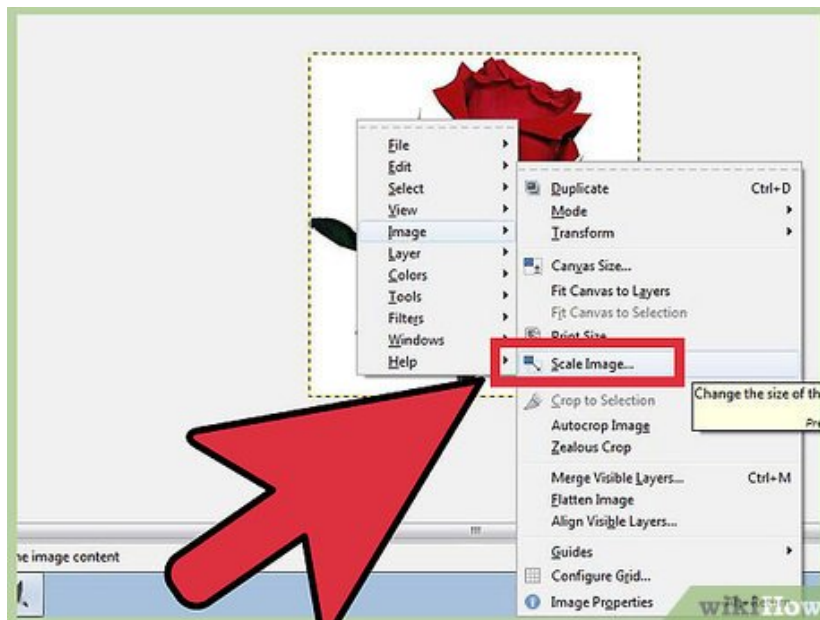 File
Edit
Select
View
Image
Layer
Colors
Tools
Filters
Windows
Help
Duplicate Ctrl+D
Mode
Transform
Canvas Size...
Fit Canvas to Layers
Fit Canvas to Selection
Print Size
Scale Image...
Change the size of th
Pre
Crop to Selection
Autocrop Image
Zealous Crop
Merge Visible Layers... Ctrl+M
Flatten Image
Align Visible Layers...
Guides
Configure Grid...
Image Properties
ne image content
wikiHow